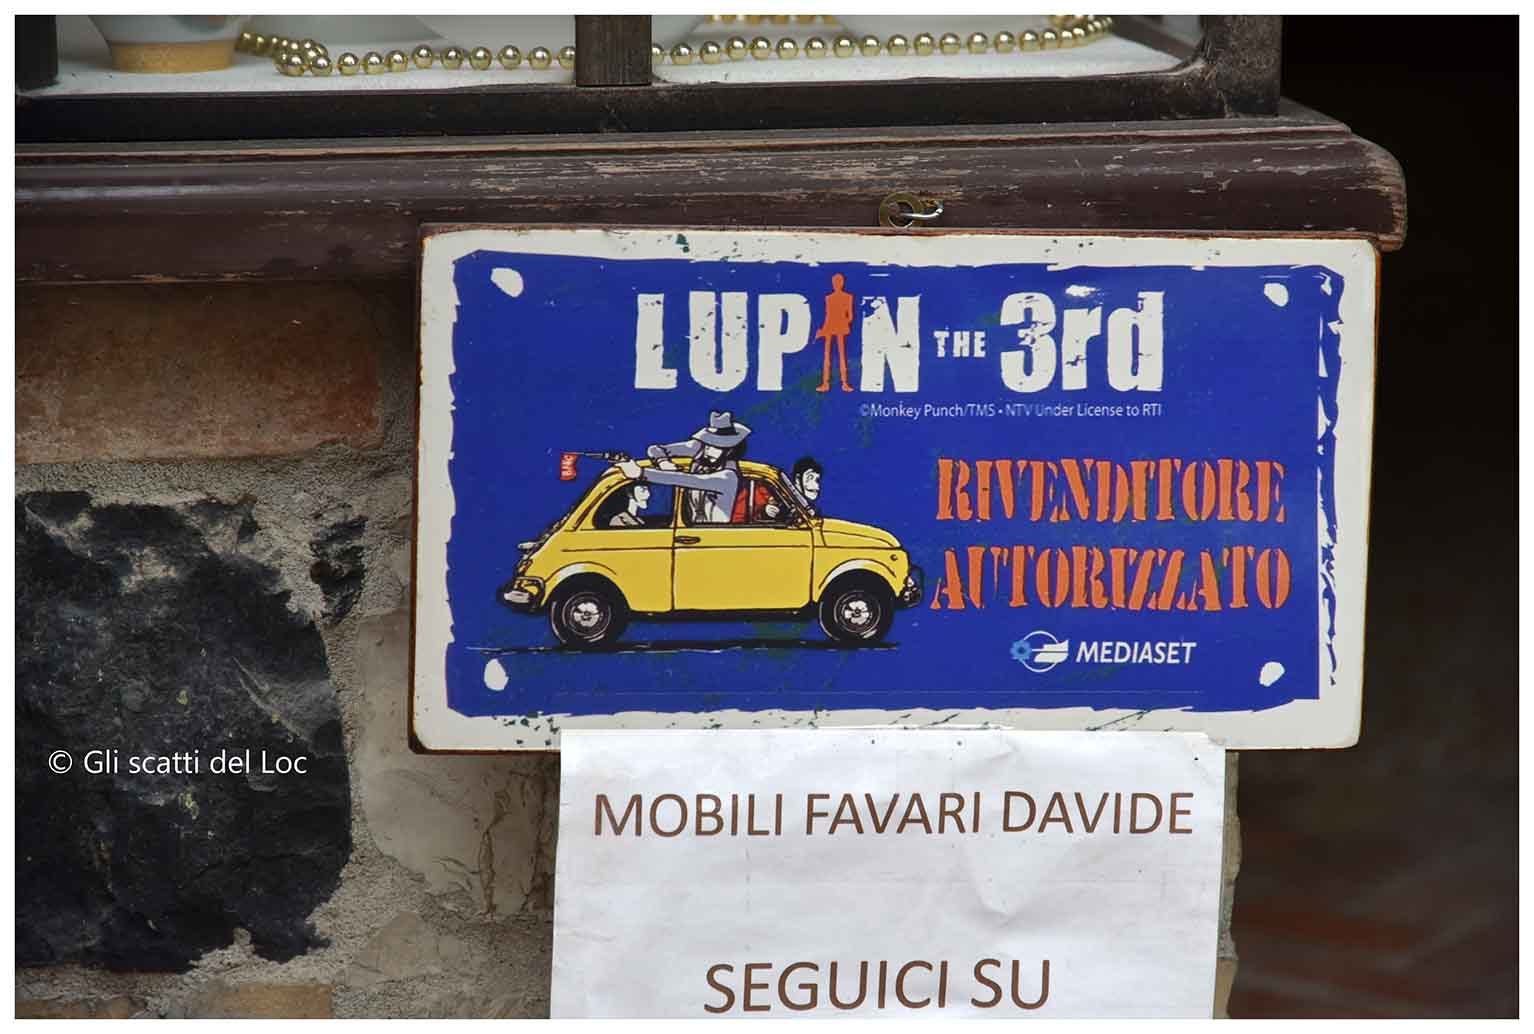 LUPIN THE 3rd
©Monkey Punch/TMS • NTV Under License to RTI
BANG
RIVENDITORE
AUTORIZZATO
MEDIASET
© Gli scatti del Loc
MOBILI FAVARI DAVIDE
SEGUICI SU